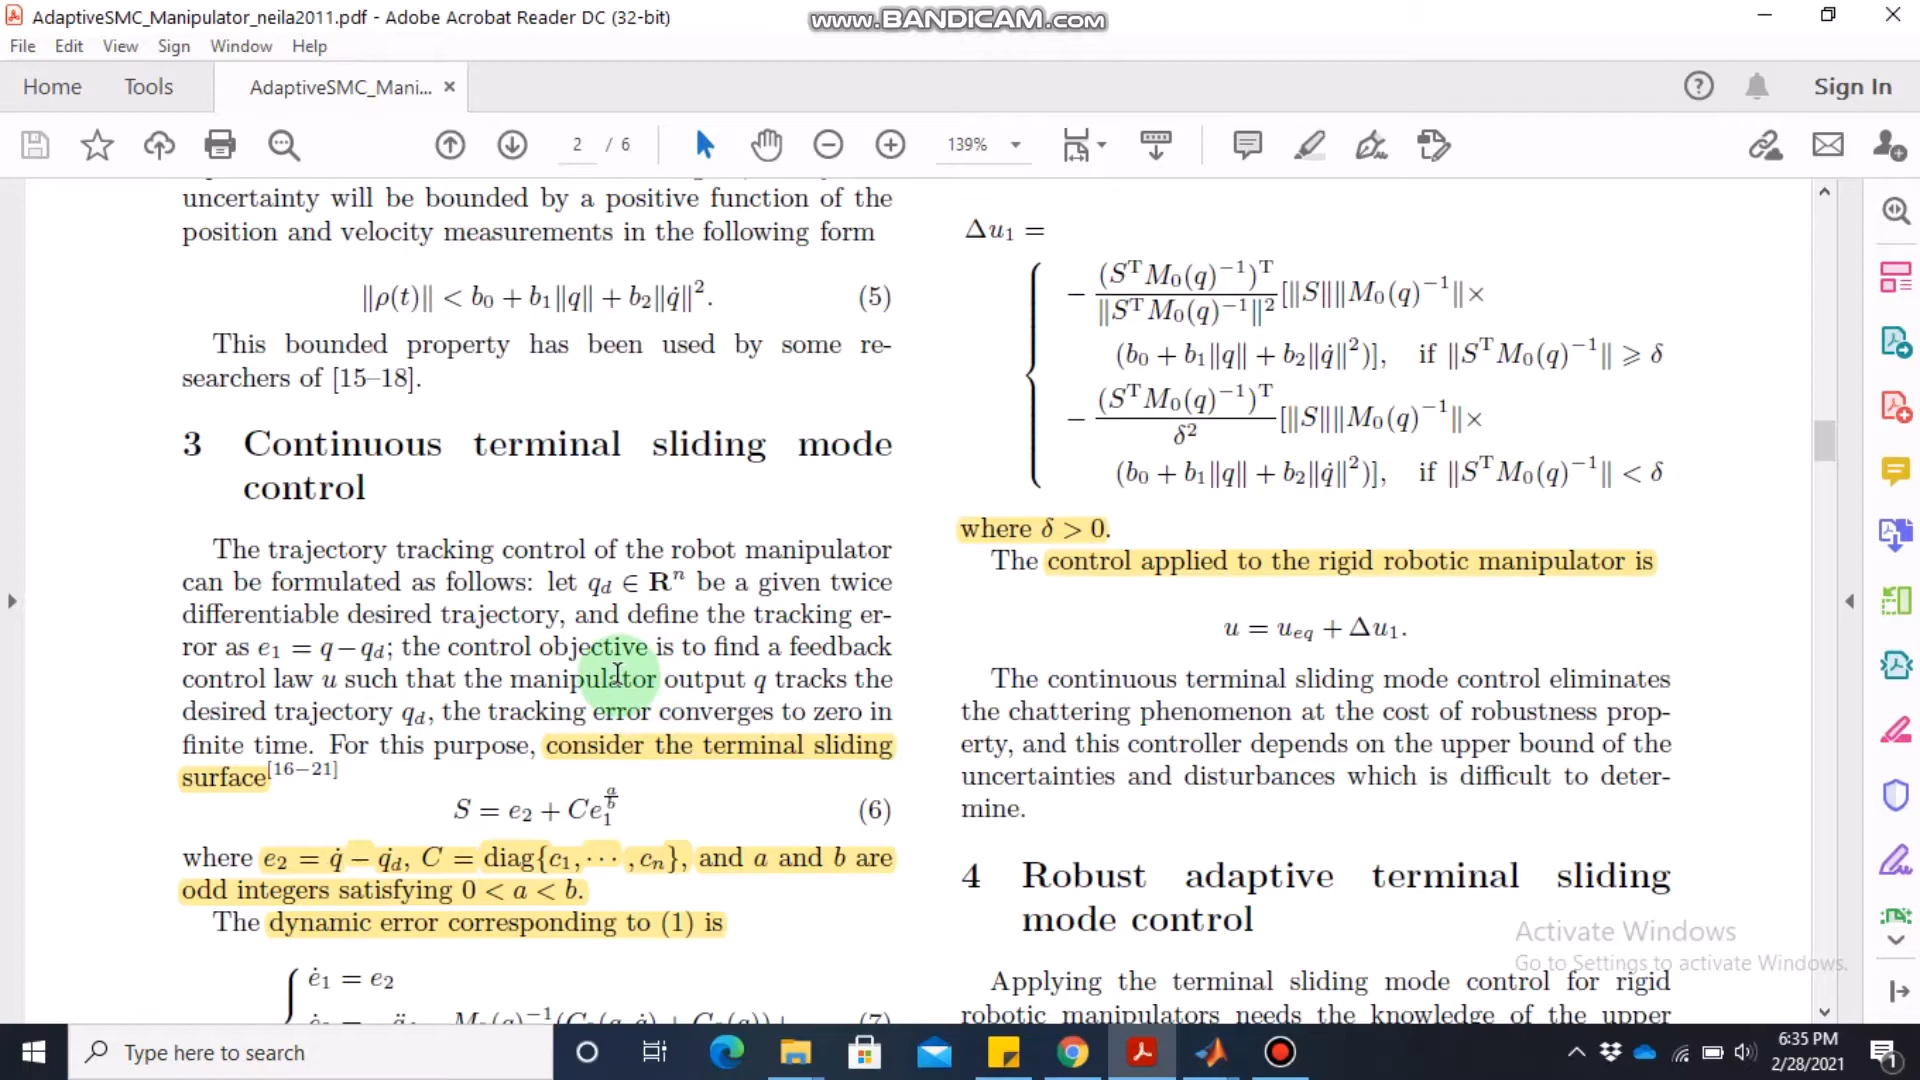 AdaptiveSMC_Manipulator_neila2011.pdf - Adobe Acrobat Reader DC (32-bit)
www.BANDICAM.com
File Edit View Sign Window Help
Home Tools AdaptiveSMC_Mani... × Sign In
2 / 6 139%
uncertainty will be bounded by a positive function of the
position and velocity measurements in the following form
‖ρ(t)‖ < b₀ + b₁‖q‖ + b₂‖q̇‖². (5)
This bounded property has been used by some re-
searchers of [15–18].
3 Continuous terminal sliding mode
control
The trajectory tracking control of the robot manipulator
can be formulated as follows: let q_d ∈ Rⁿ be a given twice
differentiable desired trajectory, and define the tracking er-
ror as e₁ = q − q_d; the control objective is to find a feedback
control law u such that the manipulator output q tracks the
desired trajectory q_d, the tracking error converges to zero in
finite time. For this purpose, consider the terminal sliding
surface[16−21]
S = e₂ + Ce₁^(a/b) (6)
where e₂ = q̇ − q̇_d, C = diag{c₁, ··· , c_n}, and a and b are
odd integers satisfying 0 < a < b.
The dynamic error corresponding to (1) is
ė₁ = e₂
(7)
Δu₁ =
− (SᵀM₀(q)⁻¹)ᵀ / ‖SᵀM₀(q)⁻¹‖² [‖S‖‖M₀(q)⁻¹‖×
(b₀ + b₁‖q‖ + b₂‖q̇‖²)], if ‖SᵀM₀(q)⁻¹‖ ⩾ δ
− (SᵀM₀(q)⁻¹)ᵀ / δ² [‖S‖‖M₀(q)⁻¹‖×
(b₀ + b₁‖q‖ + b₂‖q̇‖²)], if ‖SᵀM₀(q)⁻¹‖ < δ
where δ > 0.
The control applied to the rigid robotic manipulator is
u = u_eq + Δu₁.
The continuous terminal sliding mode control eliminates
the chattering phenomenon at the cost of robustness prop-
erty, and this controller depends on the upper bound of the
uncertainties and disturbances which is difficult to deter-
mine.
4 Robust adaptive terminal sliding
mode control
Applying the terminal sliding mode control for rigid
robotic manipulators needs the knowledge of the upper
Activate Windows
Go to Settings to activate Windows.
Type here to search
6:35 PM
2/28/2021
1